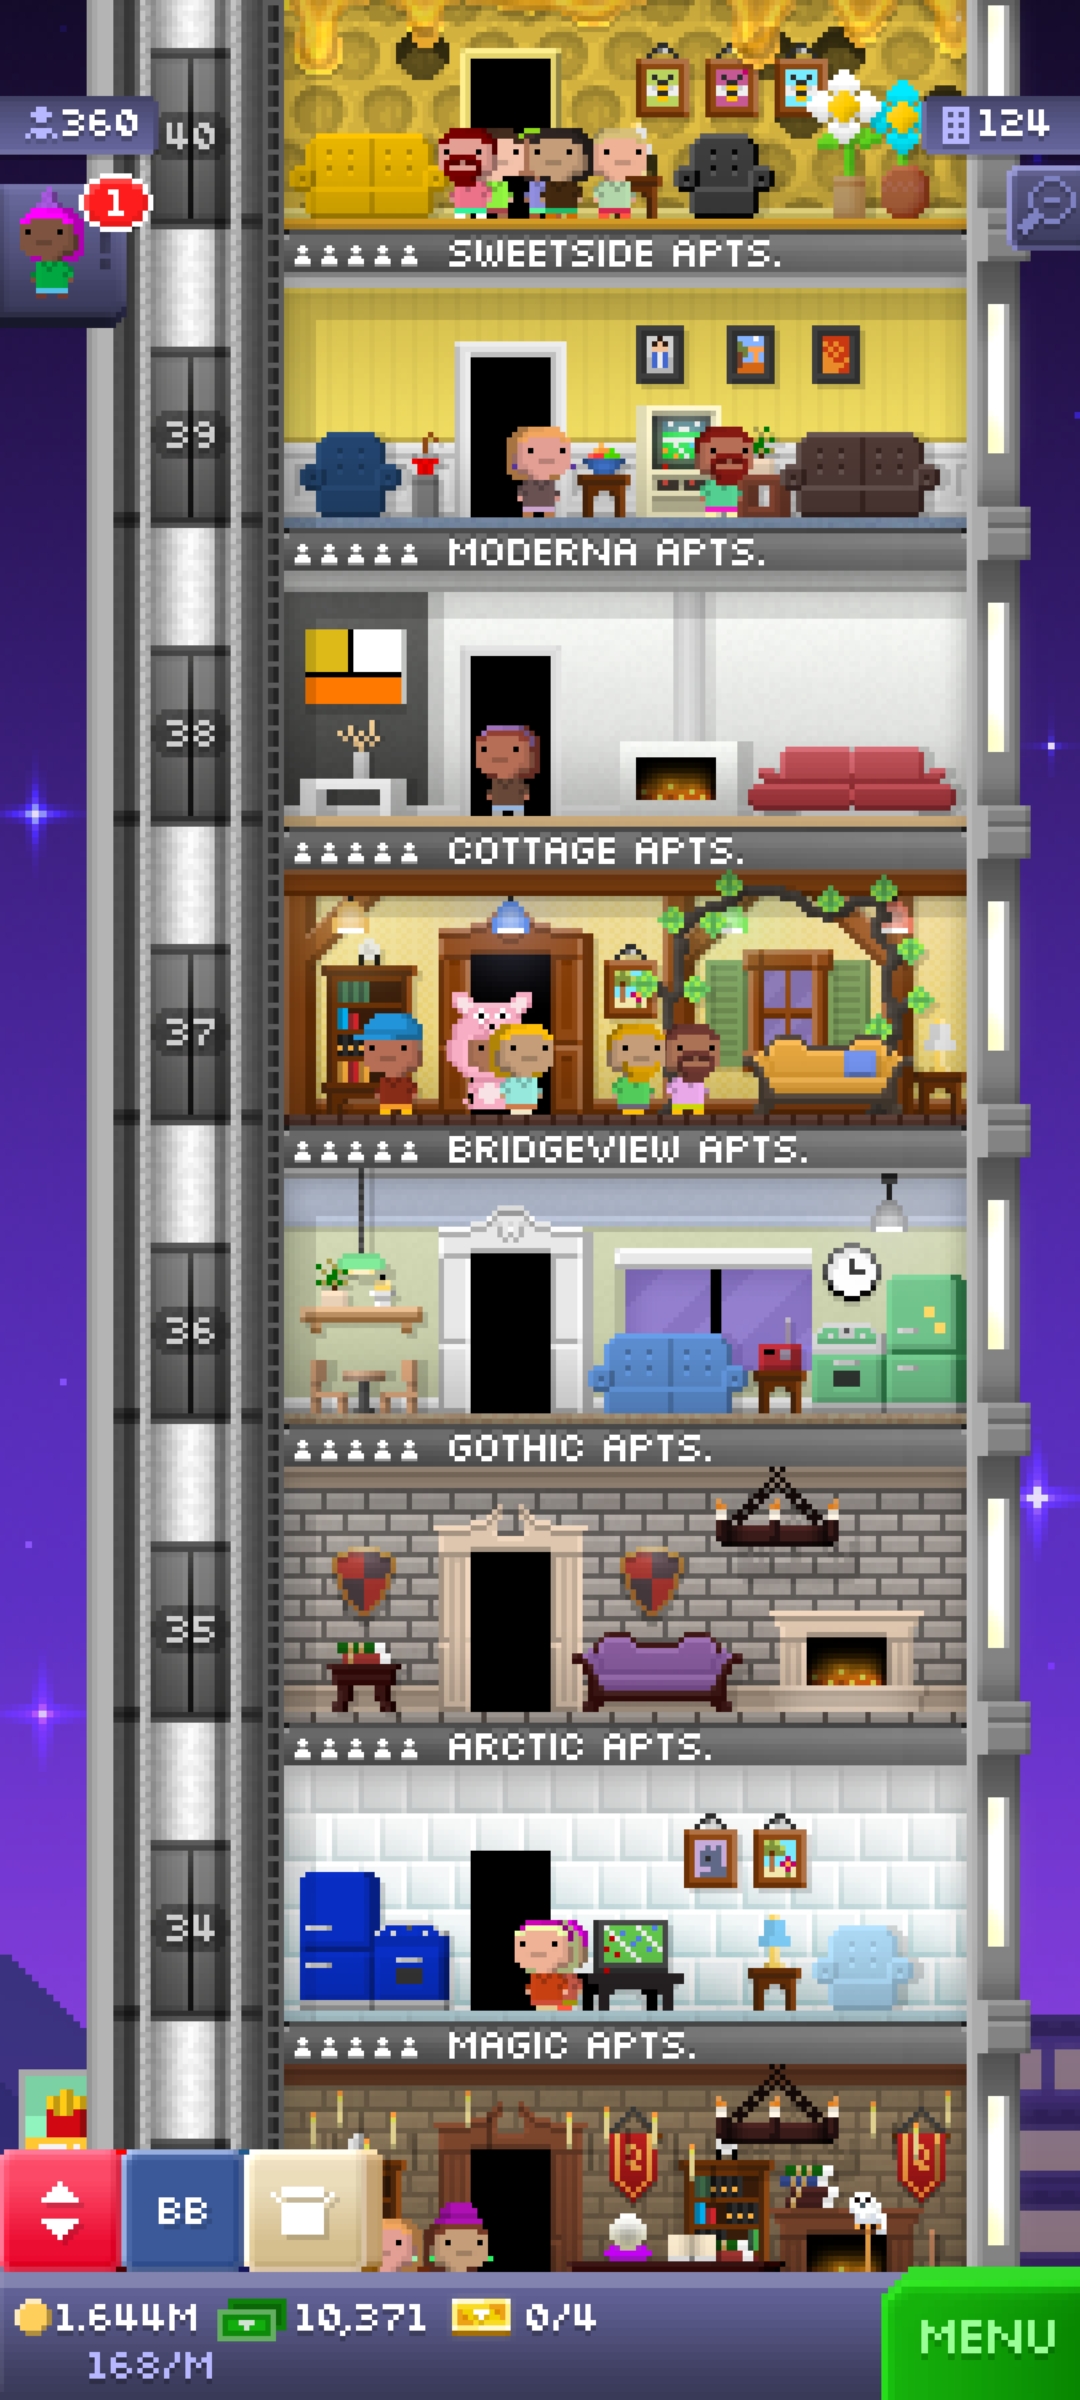 360
124
40
1
SWEETSIDE APTS.
39
MODERNA APTS.
38
COTTAGE APTS.
37
BRIDGEVIEW APTS.
36
GOTHIC APTS.
35
ARCTIC APTS.
34
MAGIC APTS.
BB
1.644M 10,371 0/4
168/M
MENU